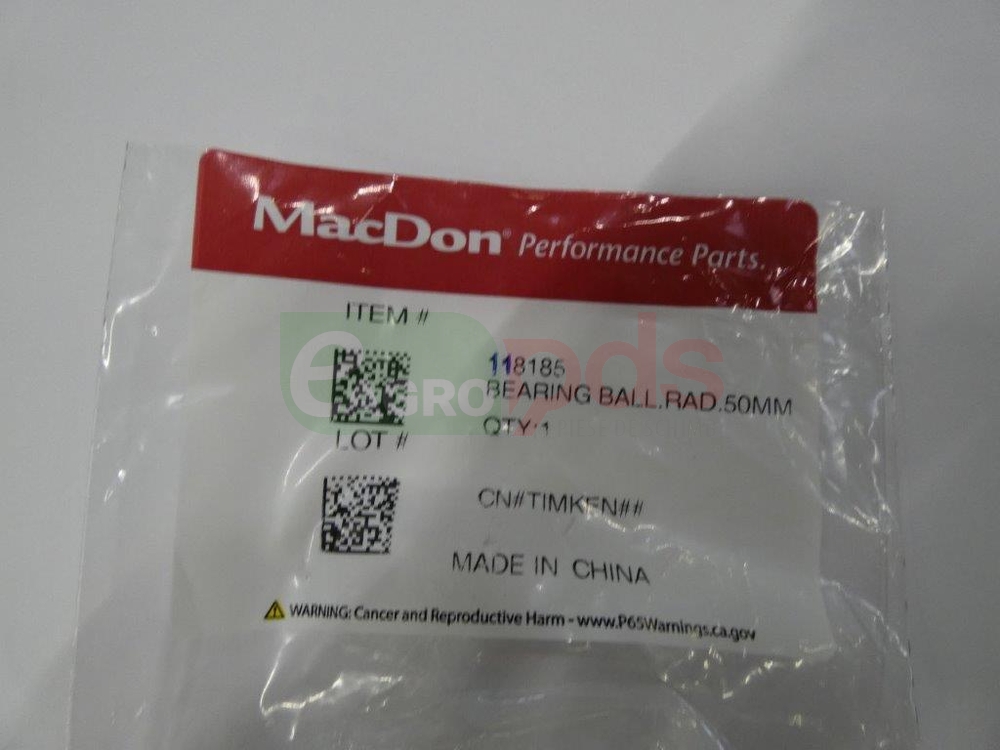 MacDon® Performance Parts.
ITEM #
118185
BEARING BALL.RAD.50MM
QTY:1
LOT #
CN#TIMKEN##
MADE IN CHINA
WARNING: Cancer and Reproductive Harm - www.P65Warnings.ca.gov
AGRO